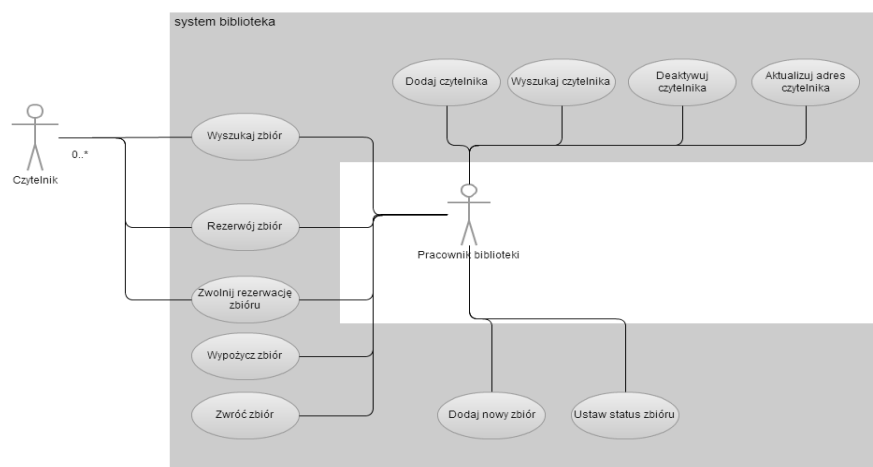 system biblioteka
Dodaj czytelnika
Wyszukaj czytelnika
Deaktywuj
czytelnika
Aktualizuj adres
czytelnika
Wyszukaj zbiór
0..*
Czytelnik
Rezerwój zbiór
Pracownik biblioteki
Zwolnij rezerwację
zbióru
Wypożycz zbiór
Zwróć zbiór
Dodaj nowy zbiór
Ustaw status zbióru